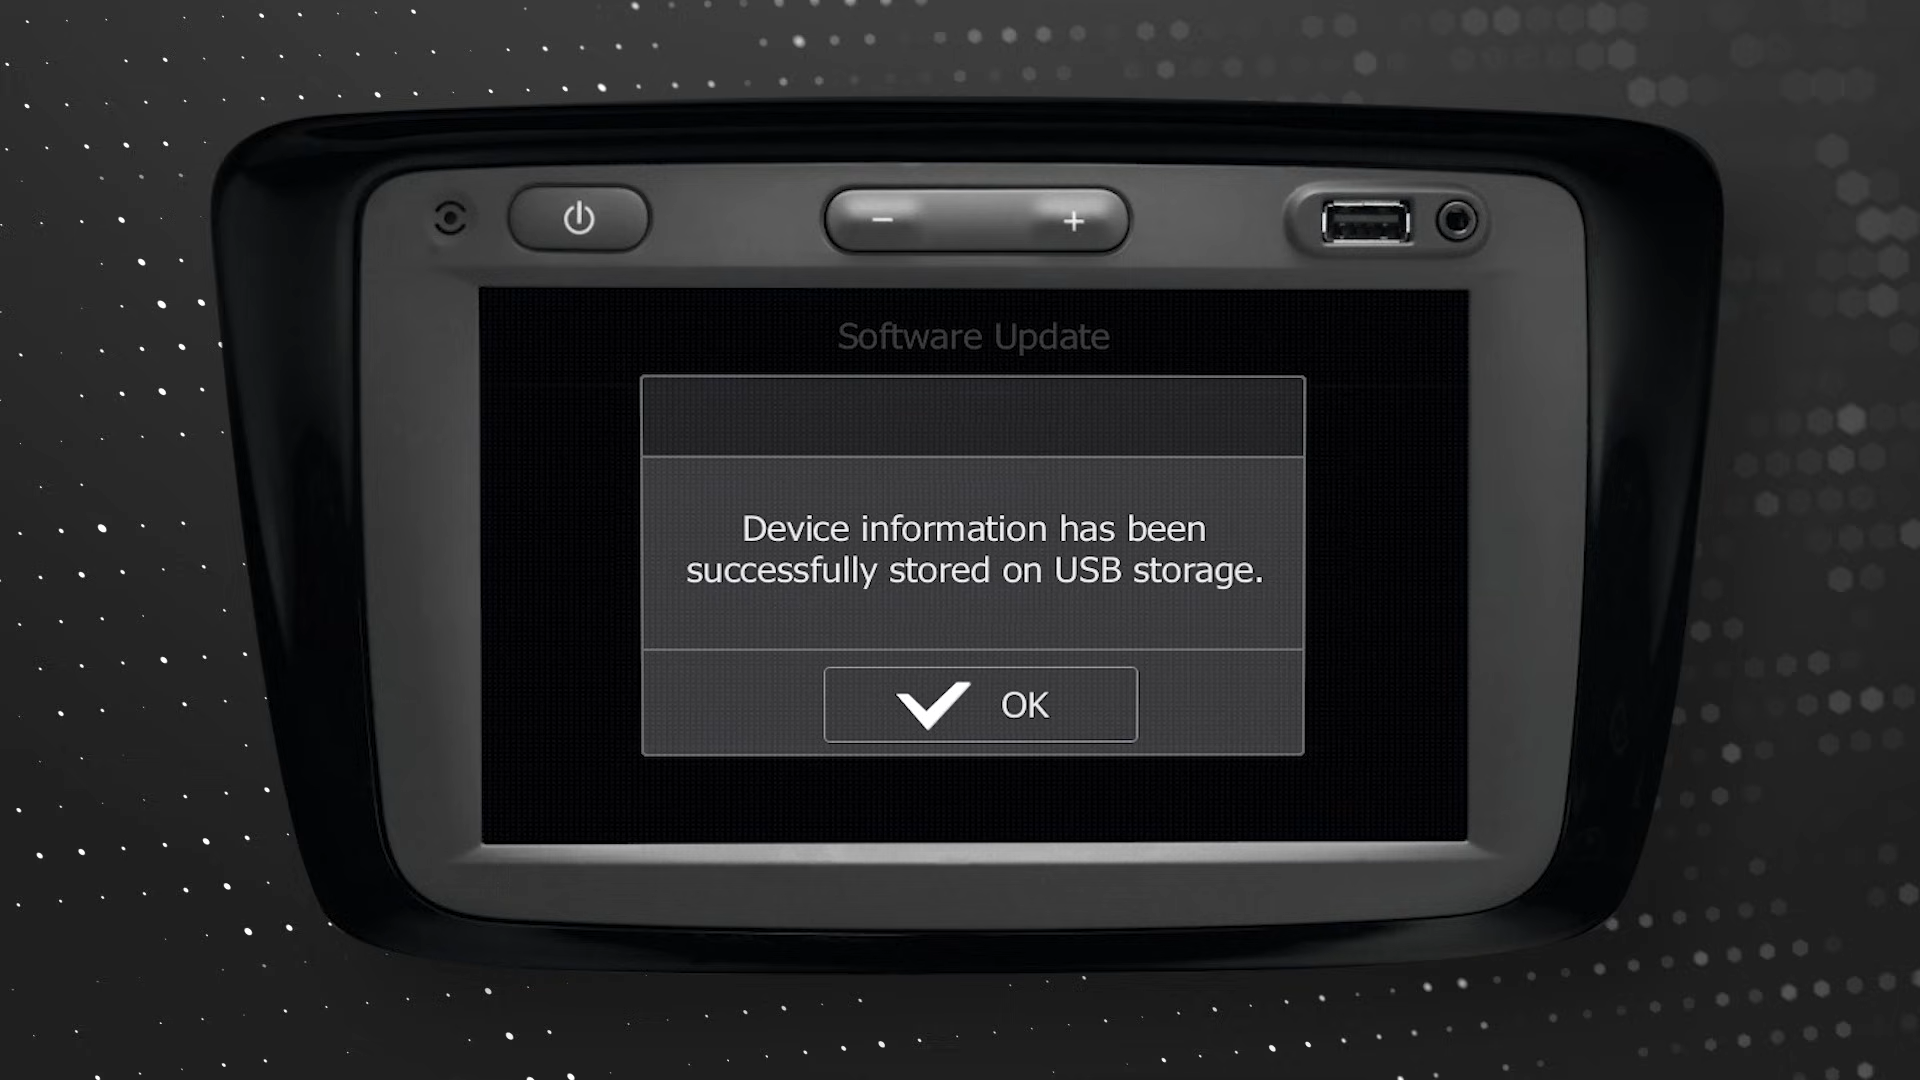 Software Update
Device information has been
successfully stored on USB storage.
OK